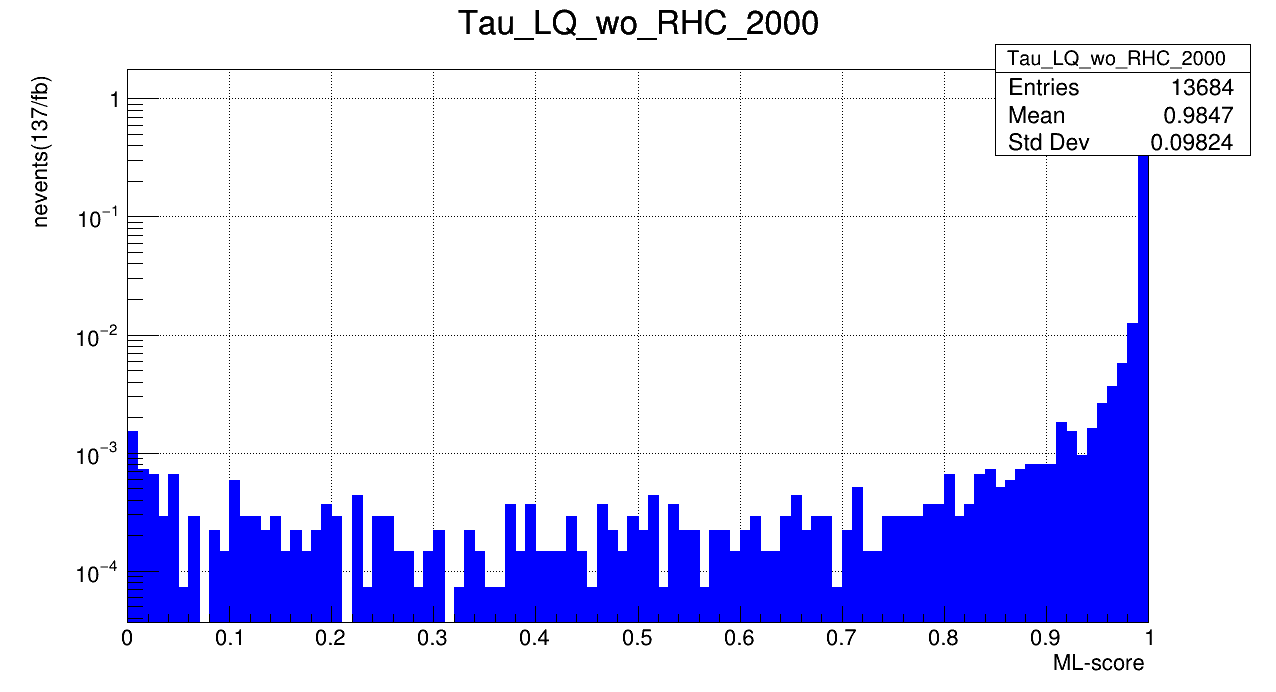 Tau_LQ_wo_RHC_2000
Tau_LQ_wo_RHC_2000
Entries 13684
Mean 0.9847
Std Dev 0.09824
nevents(137/fb)
1
10⁻¹
10⁻²
10⁻³
10⁻⁴
0 0.1 0.2 0.3 0.4 0.5 0.6 0.7 0.8 0.9 1
ML-score